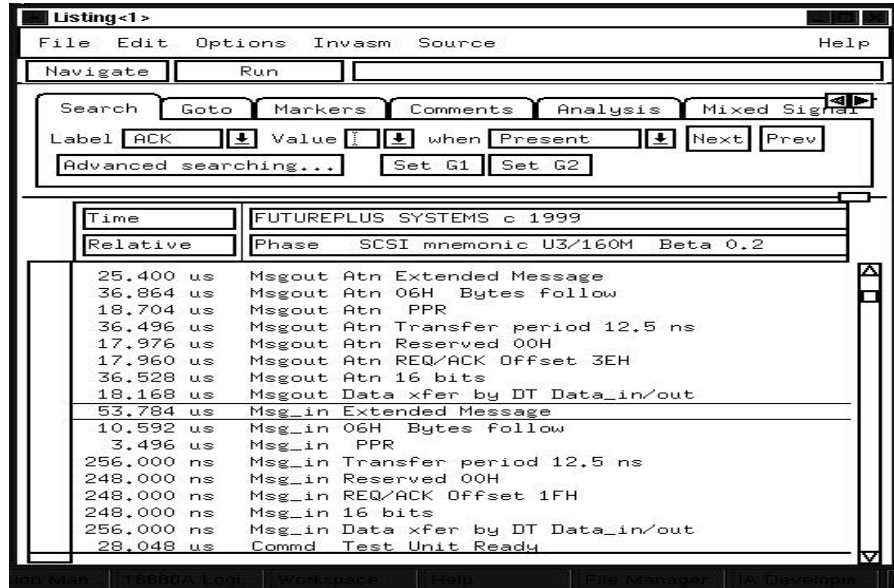 Listing<1>
File Edit Options Invasm Source Help
Navigate Run
Search Goto Markers Comments Analysis Mixed Signal
Label ACK Value when Present Next Prev
Advanced searching... Set G1 Set G2
Time FUTUREPLUS SYSTEMS c 1999
Relative Phase SCSI mnemonic U3/160M Beta 0.2
25.400 us Msgout Atn Extended Message
36.864 us Msgout Atn 06H Bytes follow
18.704 us Msgout Atn PPR
36.496 us Msgout Atn Transfer period 12.5 ns
17.976 us Msgout Atn Reserved 00H
17.960 us Msgout Atn REQ/ACK Offset 3EH
36.528 us Msgout Atn 16 bits
18.168 us Msgout Data xfer by DT Data_in/out
53.784 us Msg_in Extended Message
10.592 us Msg_in 06H Bytes follow
3.496 us Msg_in PPR
256.000 ns Msg_in Transfer period 12.5 ns
248.000 ns Msg_in Reserved 00H
248.000 ns Msg_in REQ/ACK Offset 1FH
248.000 ns Msg_in 16 bits
256.000 ns Msg_in Data xfer by DT Data_in/out
28.048 us Commd Test Unit Ready
ion Man... 16600A Logi... Workspace Help File Manager IA Developm...